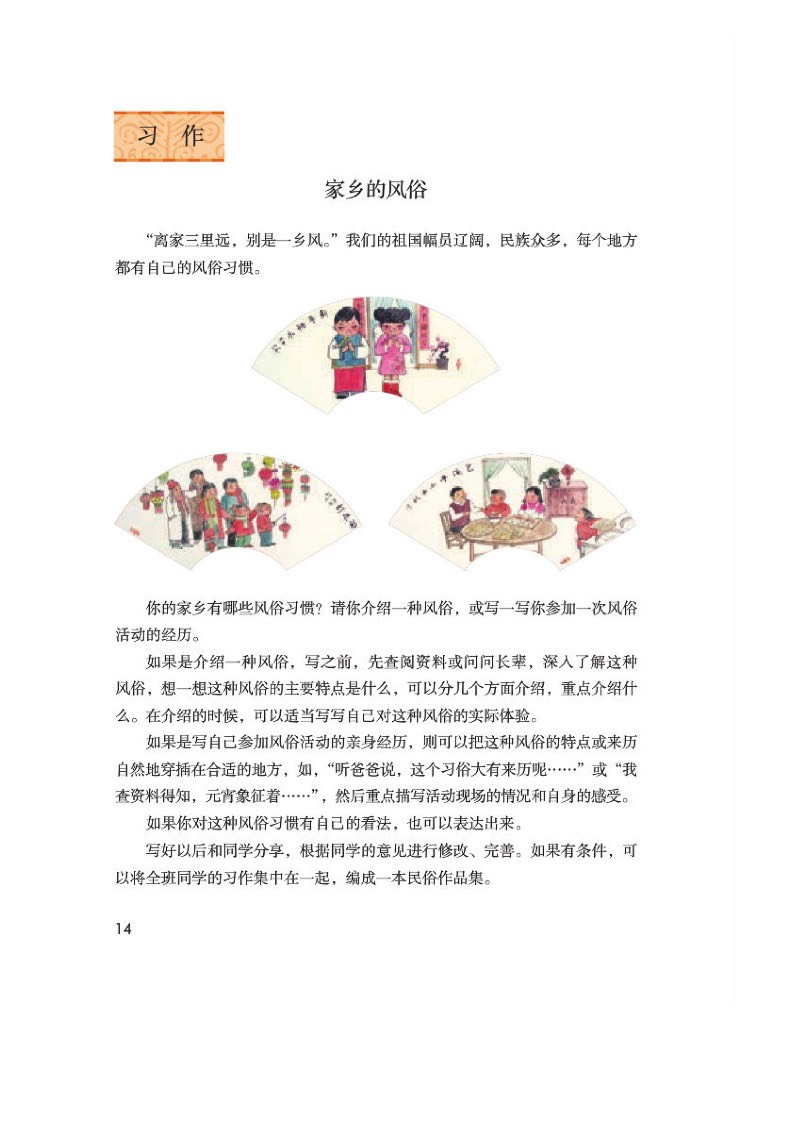 习 作
家乡的风俗
“离家三里远，别是一乡风。”我们的祖国幅员辽阔，民族众多，每个地方
都有自己的风俗习惯。
你的家乡有哪些风俗习惯？请你介绍一种风俗，或写一写你参加一次风俗
活动的经历。
如果是介绍一种风俗，写之前，先查阅资料或问问长辈，深入了解这种
风俗，想一想这种风俗的主要特点是什么，可以分几个方面介绍，重点介绍什
么。在介绍的时候，可以适当写写自己对这种风俗的实际体验。
如果是写自己参加风俗活动的亲身经历，则可以把这种风俗的特点或来历
自然地穿插在合适的地方，如，“听爸爸说，这个习俗大有来历呢……”或“我
查资料得知，元宵象征着……”，然后重点描写活动现场的情况和自身的感受。
如果你对这种风俗习惯有自己的看法，也可以表达出来。
写好以后和同学分享，根据同学的意见进行修改、完善。如果有条件，可
以将全班同学的习作集中在一起，编成一本民俗作品集。
14